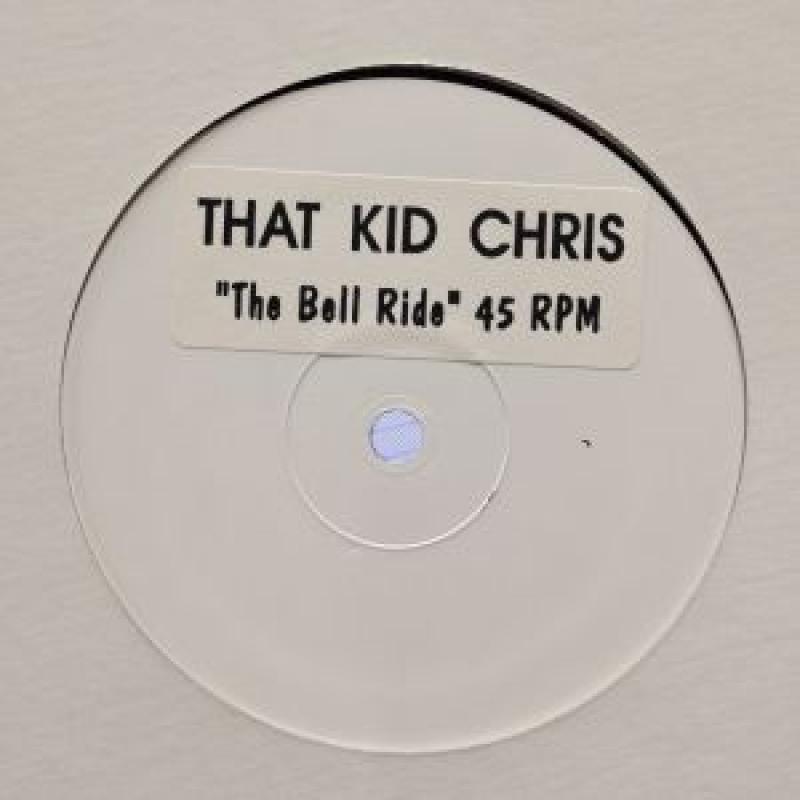 THAT KID CHRIS
"The Bell Ride" 45 RPM